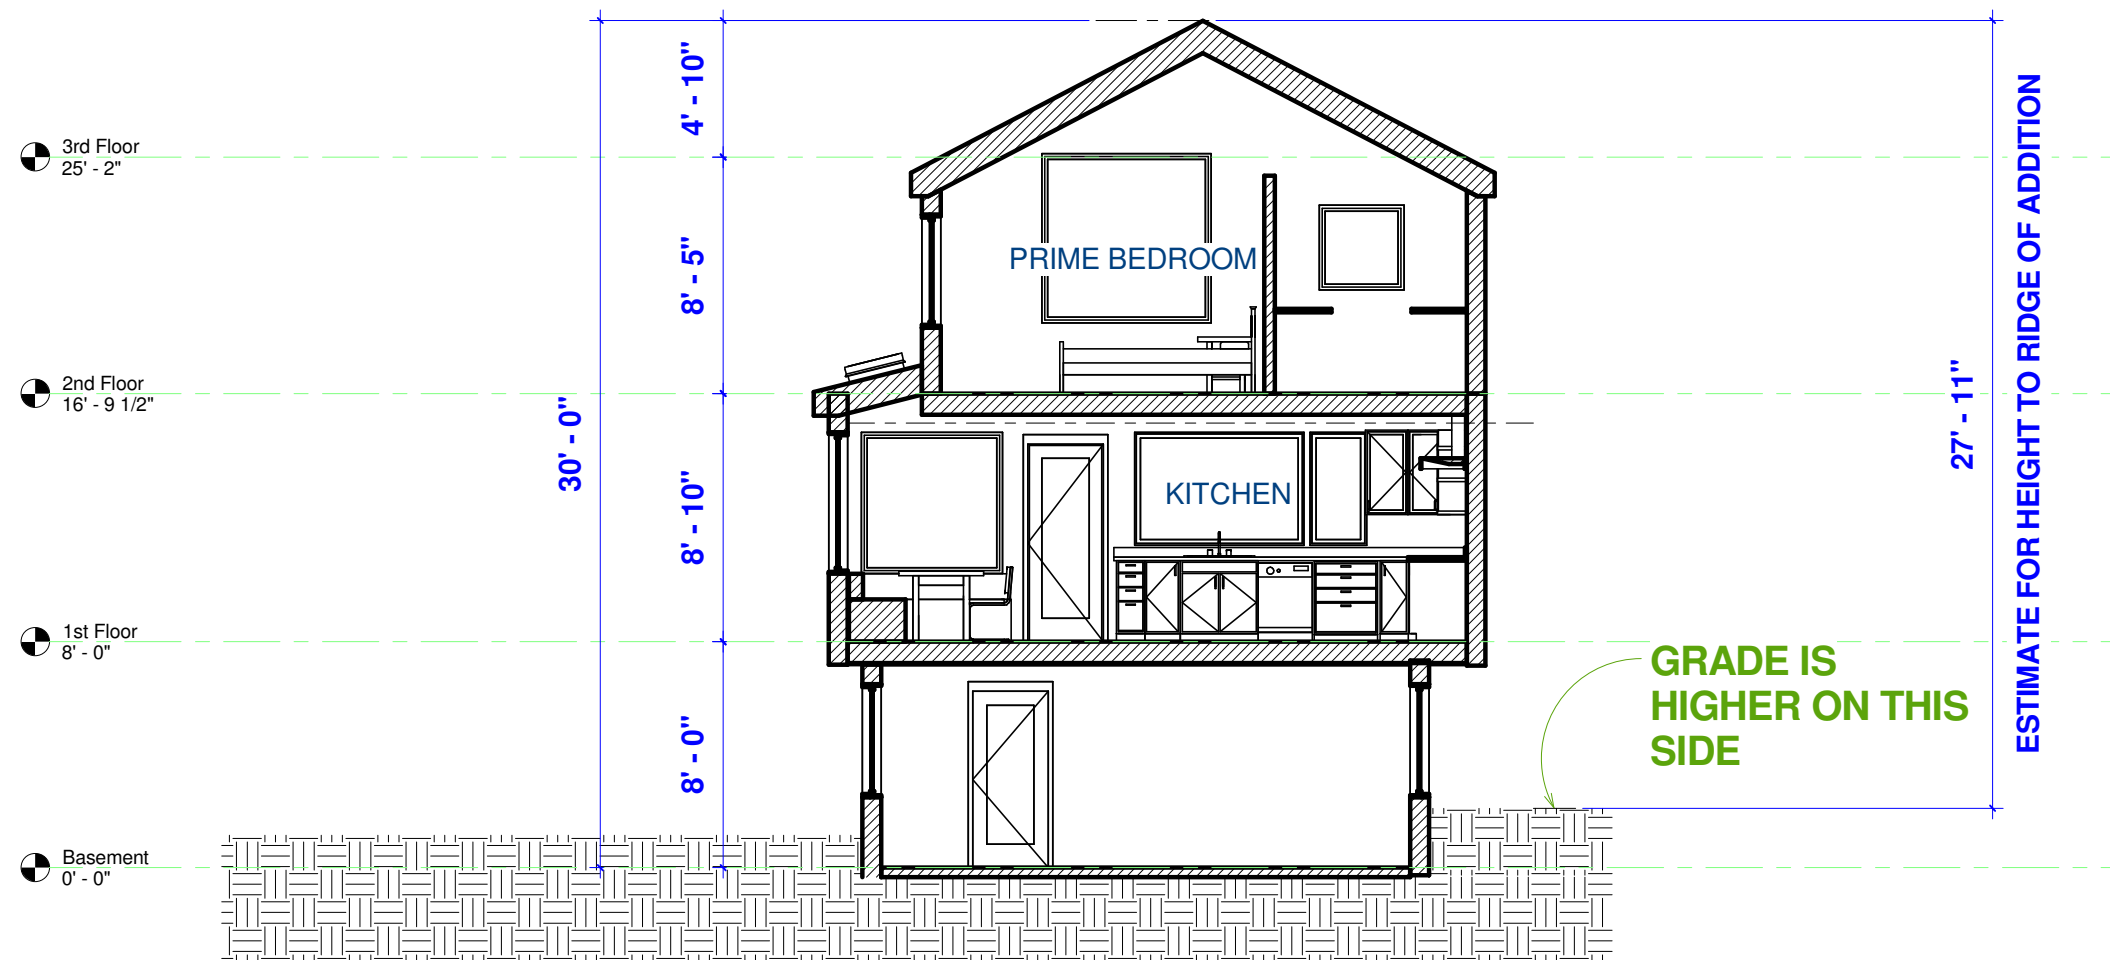 4' - 10"
3rd Floor
25' - 2"
8' - 5"
PRIME BEDROOM
ESTIMATE FOR HEIGHT TO RIDGE OF ADDITION
2nd Floor
16' - 9 1/2"
30' - 0"
27' - 11"
8' - 10"
KITCHEN
1st Floor
8' - 0"
GRADE IS
HIGHER ON THIS
SIDE
8' - 0"
Basement
0' - 0"